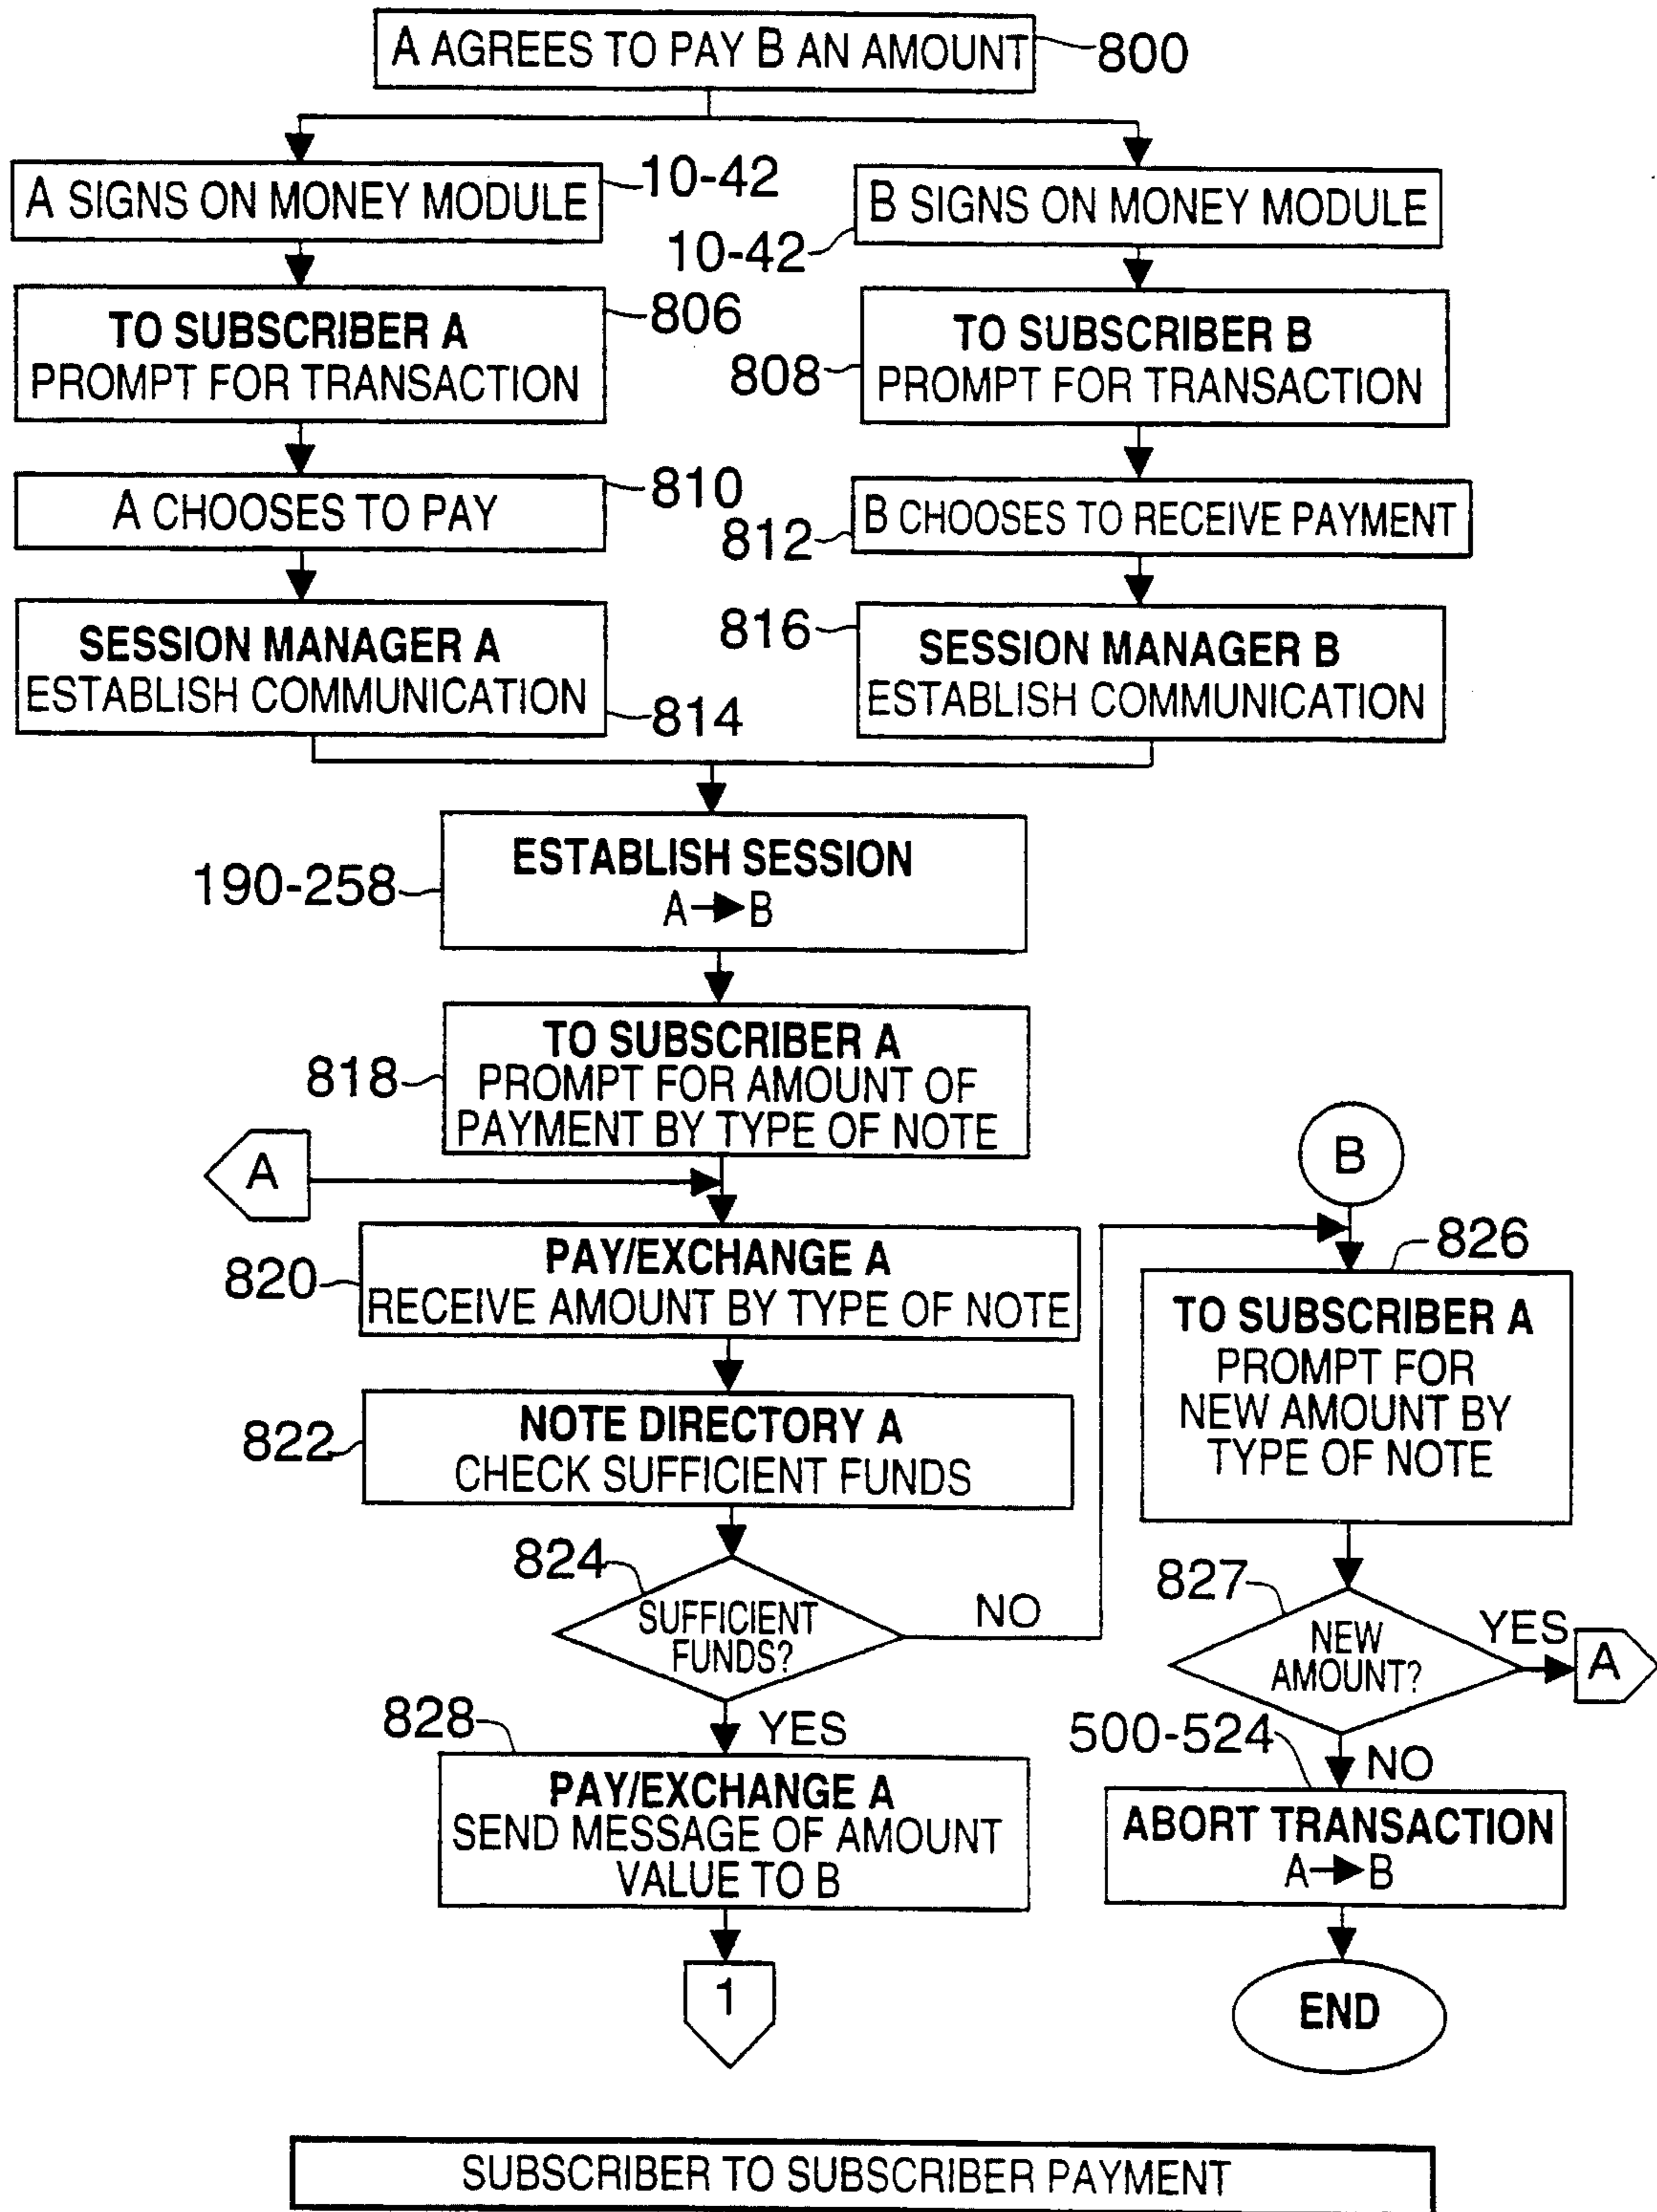 A AGREES TO PAY B AN AMOUNT
800
A SIGNS ON MONEY MODULE
10-42
B SIGNS ON MONEY MODULE
10-42
TO SUBSCRIBER A
PROMPT FOR TRANSACTION
806
TO SUBSCRIBER B
PROMPT FOR TRANSACTION
808
A CHOOSES TO PAY
810
B CHOOSES TO RECEIVE PAYMENT
812
SESSION MANAGER A
ESTABLISH COMMUNICATION
814
816
SESSION MANAGER B
ESTABLISH COMMUNICATION
190-258
ESTABLISH SESSION
A B
818
TO SUBSCRIBER A
PROMPT FOR AMOUNT OF
PAYMENT BY TYPE OF NOTE
A
820
PAY/EXCHANGE A
RECEIVE AMOUNT BY TYPE OF NOTE
822
NOTE DIRECTORY A
CHECK SUFFICIENT FUNDS
824
SUFFICIENT
FUNDS?
NO
YES
828
PAY/EXCHANGE A
SEND MESSAGE OF AMOUNT
VALUE TO B
1
B
826
TO SUBSCRIBER A
PROMPT FOR
NEW AMOUNT BY
TYPE OF NOTE
827
NEW
AMOUNT?
YES
A
NO
500-524
ABORT TRANSACTION
A B
END
SUBSCRIBER TO SUBSCRIBER PAYMENT